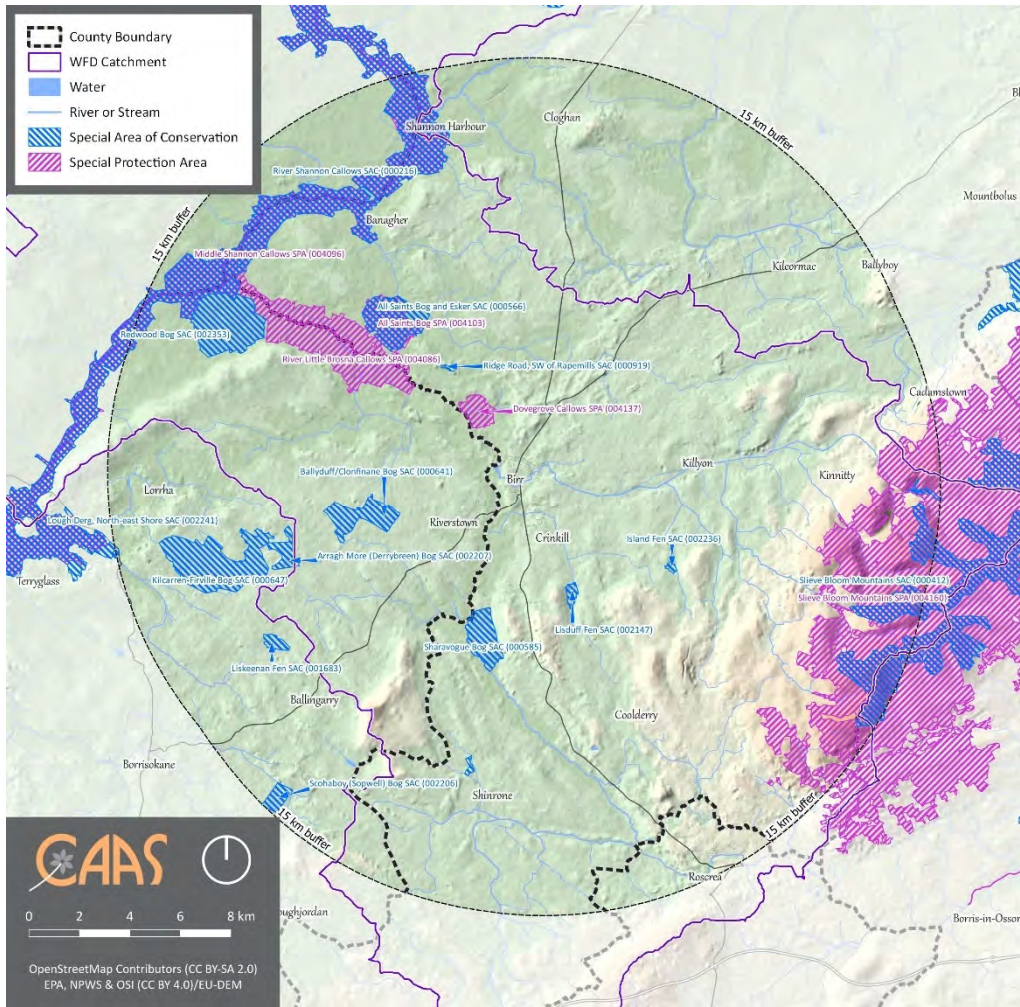 County Boundary
WFD Catchment
Water
River or Stream
Special Area of Conservation
Special Protection Area
15 km buffer
Cloghan
Shannon Harbour
15 km buffer
River Shannon Callows SAC (000216)
Mountbolus
Banagher
15 km buffer
Middle Shannon Callows SPA (004096)
Kilcormac
Ballyboy
All Saints Bog and Esker SAC (000566)
All Saints Bog SPA (004103)
Redwood Bog SAC (002353)
River Little Brosna Callows SPA (004086)
Ridge Road, SW of Rapemills SAC (000919)
Cadamstown
Dovegrove Callows SPA (004137)
Killyon
Kinnitty
Ballyduff/Clonfinane Bog SAC (000641)
Birr
Lorrha
Riverstown
Lough Derg, North-east Shore SAC (002241)
Crinkill
Island Fen SAC (002236)
Arragh More (Derrybreen) Bog SAC (002207)
Terryglass
Kilcarren-Firville Bog SAC (000647)
Slieve Bloom Mountains SAC (000412)
Slieve Bloom Mountains SPA (004160)
Lisduff Fen SAC (002147)
Sharavogue Bog SAC (000585)
Liskeenan Fen SAC (001683)
Ballingarry
Coolderry
Borrisokane
Scohaboy (Sopwell) Bog SAC (002206)
Shinrone
15 km buffer
15 km buffer
Roscrea
oughjordan
Borris-in-Ossor
CAAS
0 2 4 6 8 km
OpenStreetMap Contributors (CC BY-SA 2.0)
EPA, NPWS & OSI (CC BY 4.0)/EU-DEM